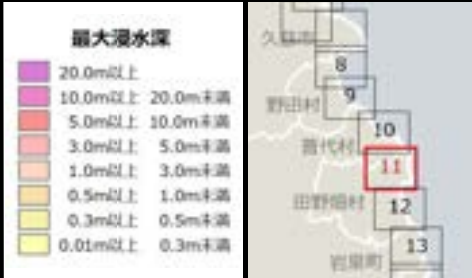 最大浸水深
20.0m以上
10.0m以上 20.0m未満
5.0m以上 10.0m未満
3.0m以上 5.0m未満
1.0m以上 3.0m未満
0.5m以上 1.0m未満
0.3m以上 0.5m未満
0.01m以上 0.3m未満
久慈市
8
9
野田村
10
普代村
11
田野畑村
12
13
岩泉町